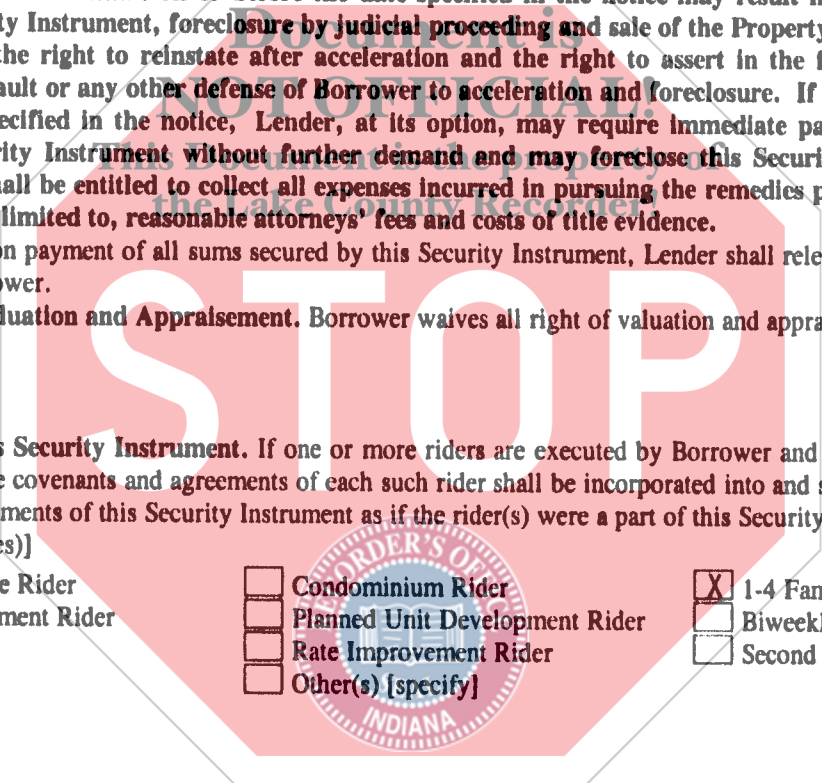 ty Instrument, foreclosure by judicial proceeding and sale of the Property
the right to reinstate after acceleration and the right to assert in the f
ault or any other defense of Borrower to acceleration and foreclosure. If
ecified in the notice, Lender, at its option, may require immediate pa
rity Instrument without further demand and may foreclose this Securi
all be entitled to collect all expenses incurred in pursuing the remedies p
limited to, reasonable attorneys' fees and costs of title evidence.
on payment of all sums secured by this Security Instrument, Lender shall rele
ower.
luation and Appraisement. Borrower waives all right of valuation and appra
s Security Instrument. If one or more riders are executed by Borrower and
e covenants and agreements of each such rider shall be incorporated into and s
ments of this Security Instrument as if the rider(s) were a part of this Security
es)]
e Rider Condominium Rider X 1-4 Fam
ment Rider Planned Unit Development Rider Biweekl
Rate Improvement Rider Second
Other(s) [specify]
Document is
NOT OFFICIAL!
This Document is the property of
the Lake County Recorder!
STOP
INDIANA